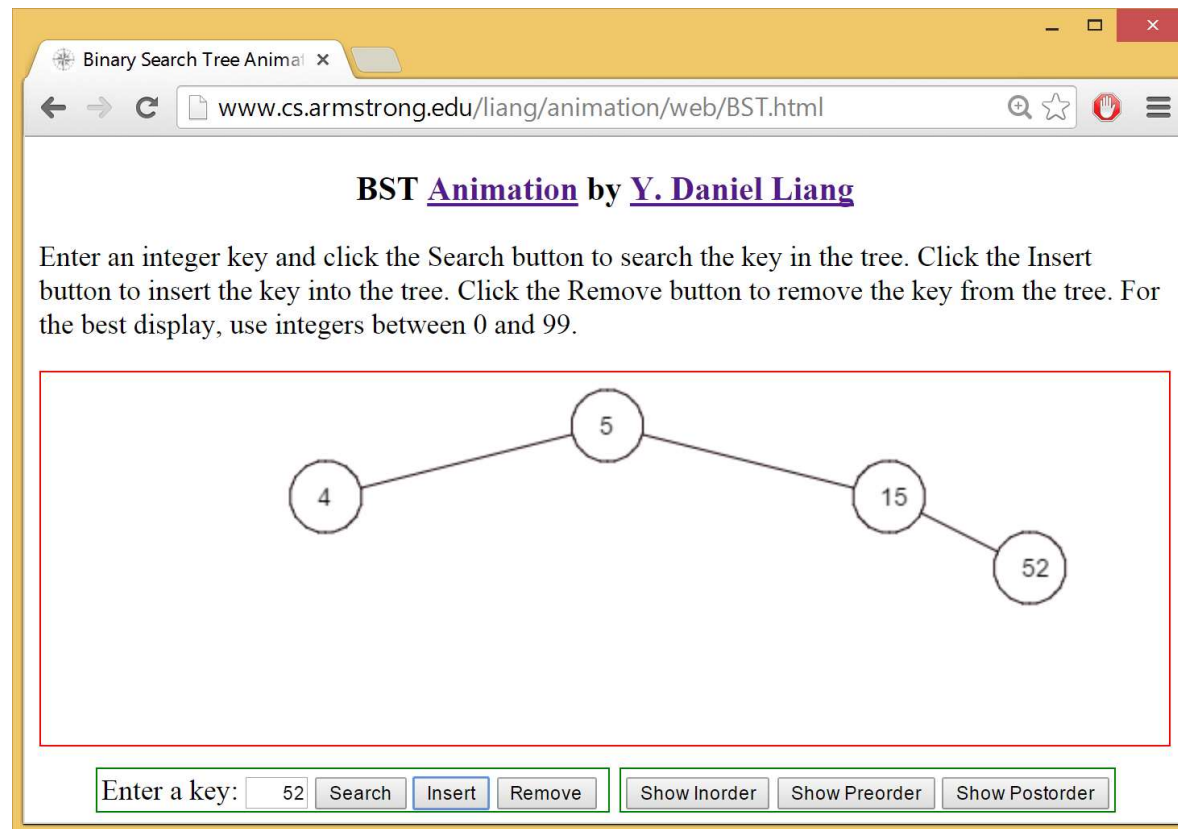 Binary Search Tree Animat
www.cs.armstrong.edu/liang/animation/web/BST.html
BST Animation by Y. Daniel Liang
Enter an integer key and click the Search button to search the key in the tree. Click the Insert
button to insert the key into the tree. Click the Remove button to remove the key from the tree. For
the best display, use integers between 0 and 99.
5
4 15
52
Enter a key: 52 Search Insert Remove Show Inorder Show Preorder Show Postorder